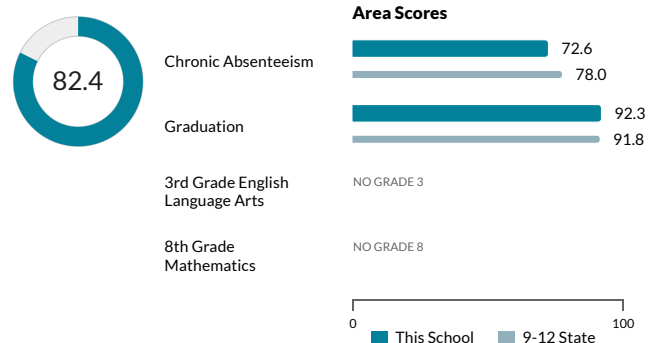 Area Scores
82.4
Chronic Absenteeism
72.6
78.0
Graduation
92.3
91.8
3rd Grade English
Language Arts
NO GRADE 3
8th Grade
Mathematics
NO GRADE 8
0
100
This School
9-12 State